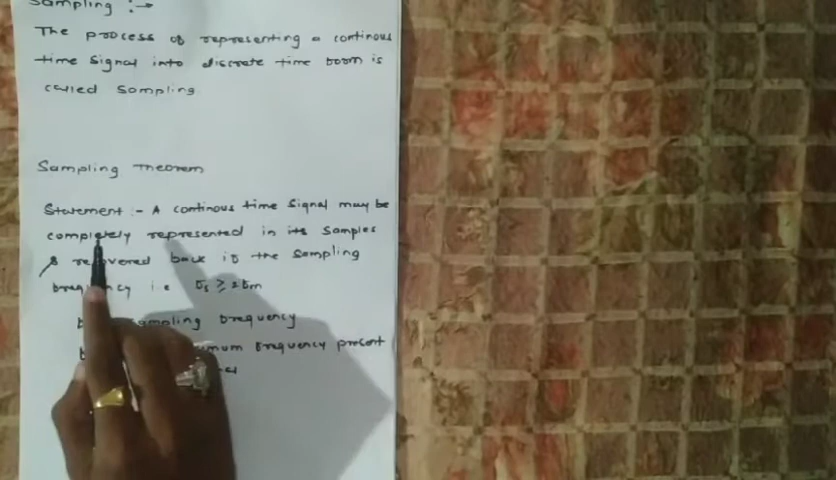 Sampling :→
The process of representing a continous
time signal into discrete time form is
called sampling
Sampling Theorem
Statement :- A continous time signal may be
completely represented in its samples
& recovered back if the sampling
frequency i.e fs ≥ 2fm
sampling frequency
frequency present